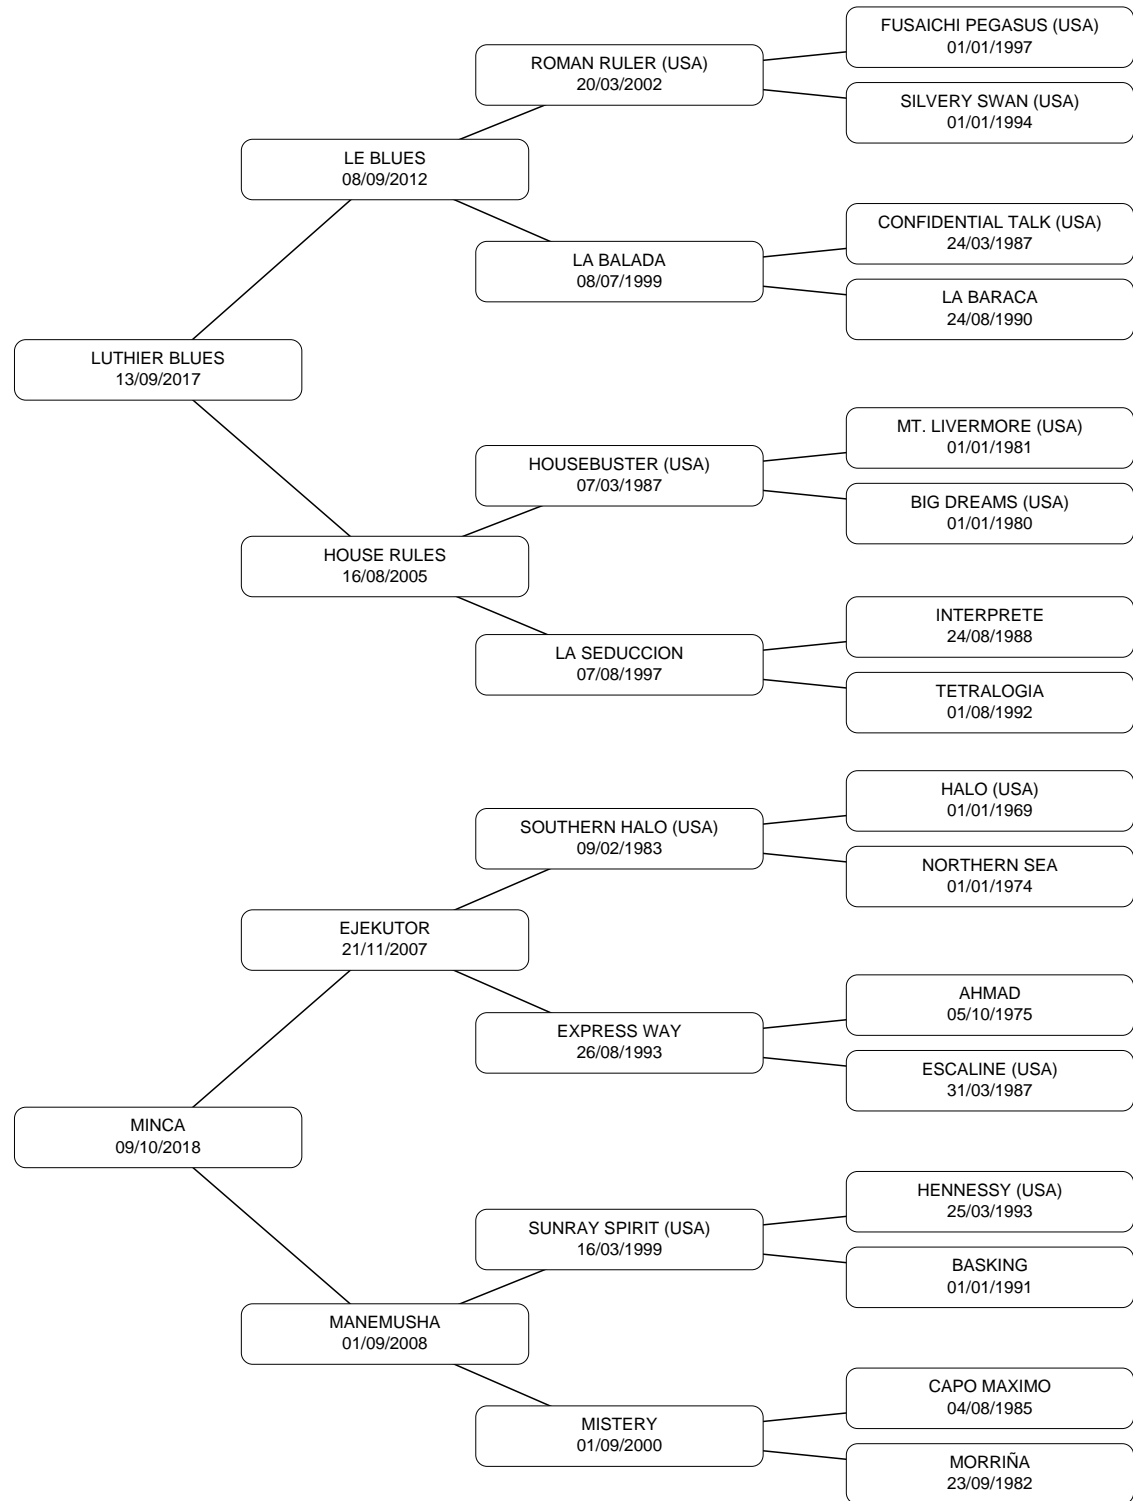 FUSAICHI PEGASUS (USA)
01/01/1997
ROMAN RULER (USA)
20/03/2002
SILVERY SWAN (USA)
01/01/1994
LE BLUES
08/09/2012
CONFIDENTIAL TALK (USA)
24/03/1987
LA BALADA
08/07/1999
LA BARACA
24/08/1990
LUTHIER BLUES
13/09/2017
MT. LIVERMORE (USA)
01/01/1981
HOUSEBUSTER (USA)
07/03/1987
BIG DREAMS (USA)
01/01/1980
HOUSE RULES
16/08/2005
INTERPRETE
24/08/1988
LA SEDUCCION
07/08/1997
TETRALOGIA
01/08/1992
HALO (USA)
01/01/1969
SOUTHERN HALO (USA)
09/02/1983
NORTHERN SEA
01/01/1974
EJEKUTOR
21/11/2007
AHMAD
05/10/1975
EXPRESS WAY
26/08/1993
ESCALINE (USA)
31/03/1987
MINCA
09/10/2018
HENNESSY (USA)
25/03/1993
SUNRAY SPIRIT (USA)
16/03/1999
BASKING
01/01/1991
MANEMUSHA
01/09/2008
CAPO MAXIMO
04/08/1985
MISTERY
01/09/2000
MORRIÑA
23/09/1982